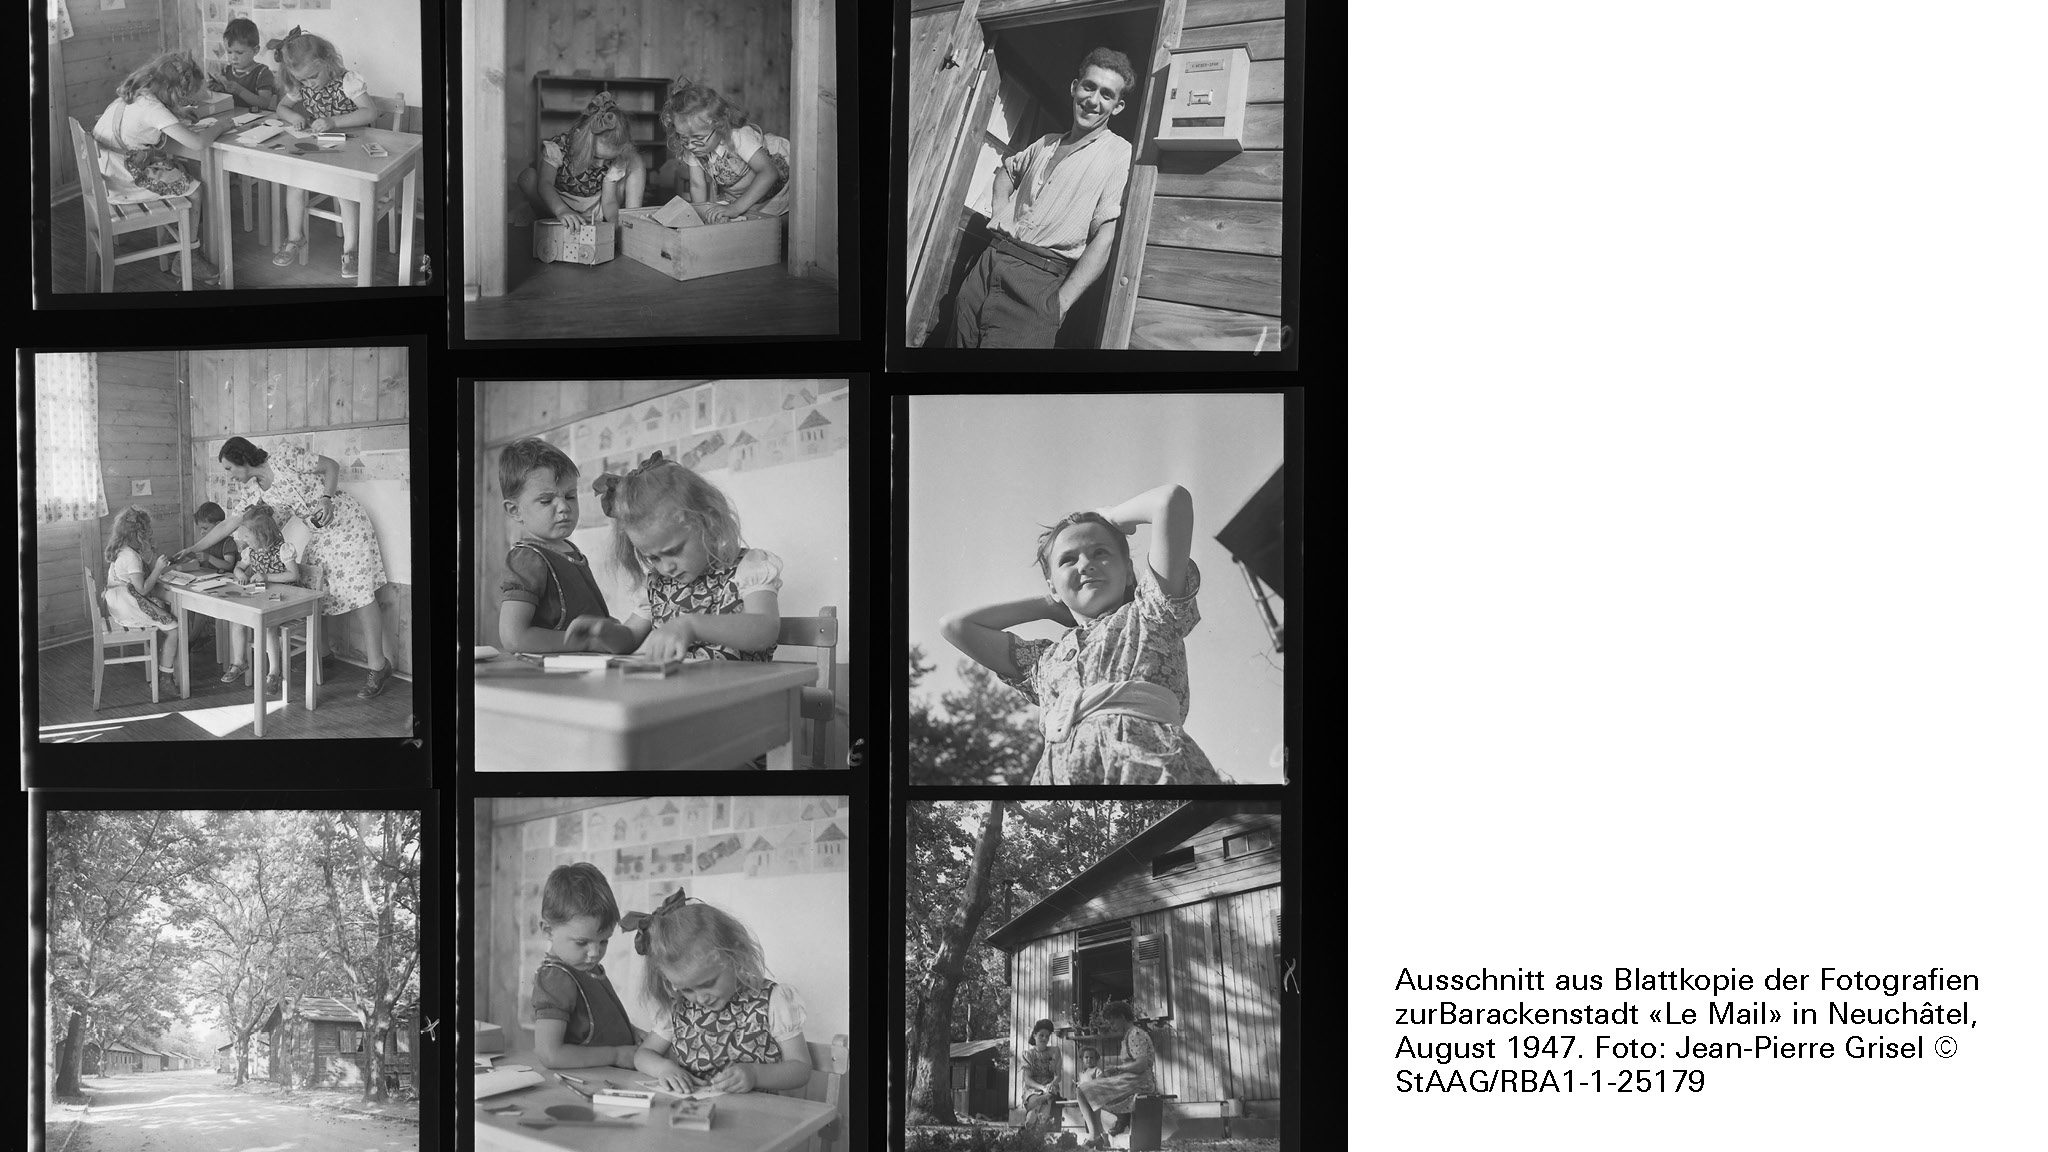 Ausschnitt aus Blattkopie der Fotografien
zurBarackenstadt «Le Mail» in Neuchâtel,
August 1947. Foto: Jean-Pierre Grisel ©
StAAG/RBA1-1-25179